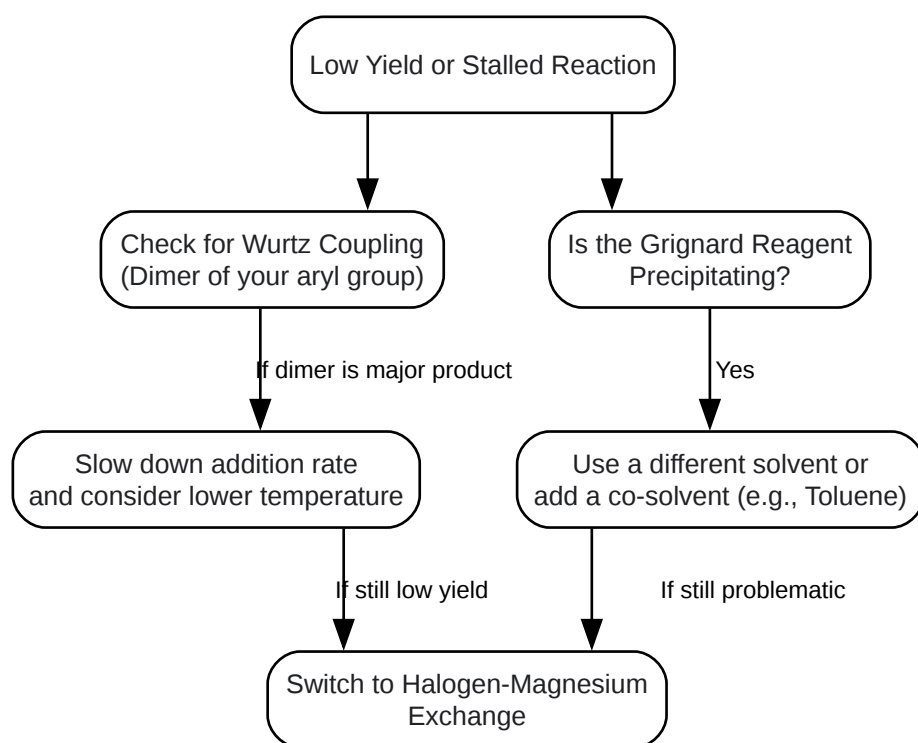 Low Yield or Stalled Reaction
Check for Wurtz Coupling
(Dimer of your aryl group)
Is the Grignard Reagent
Precipitating?
If dimer is major product
Yes
Slow down addition rate
and consider lower temperature
Use a different solvent or
add a co-solvent (e.g., Toluene)
If still low yield
If still problematic
Switch to Halogen-Magnesium
Exchange